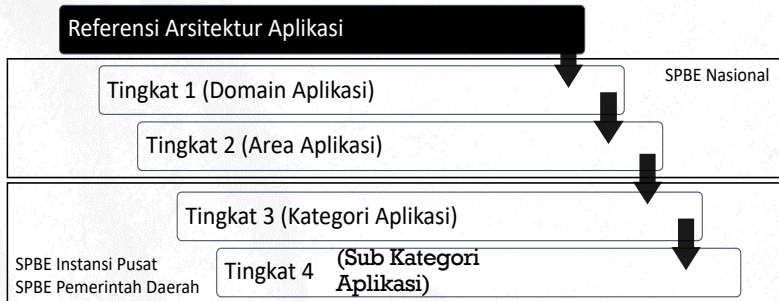 Referensi Arsitektur Aplikasi
SPBE Nasional
Tingkat 1 (Domain Aplikasi)
Tingkat 2 (Area Aplikasi)
Tingkat 3 (Kategori Aplikasi)
SPBE Instansi Pusat
SPBE Pemerintah Daerah
Tingkat 4 (Sub Kategori
Aplikasi)